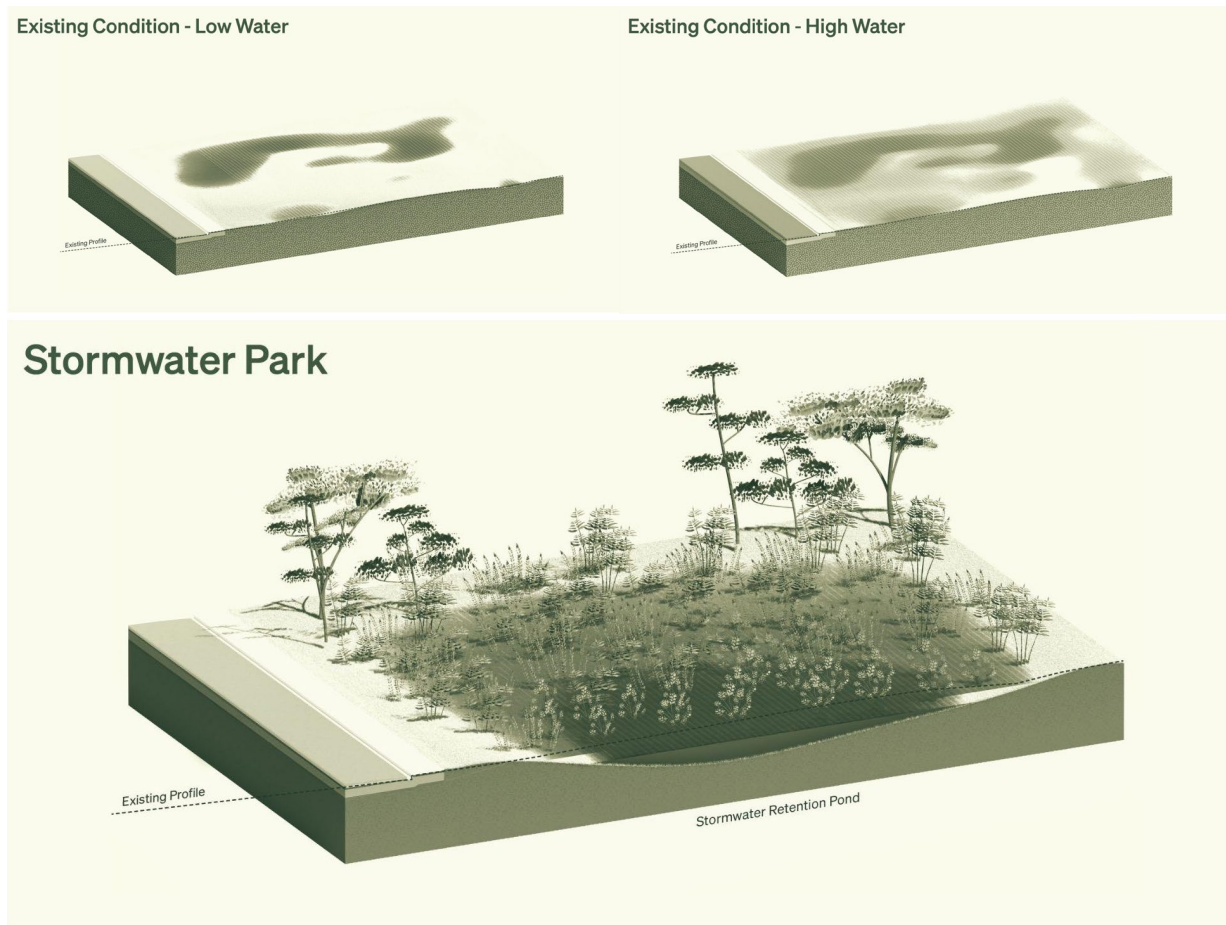 Existing Condition - Low Water
Existing Condition - High Water
Existing Profile
Existing Profile
Stormwater Park
Existing Profile
Stormwater Retention Pond